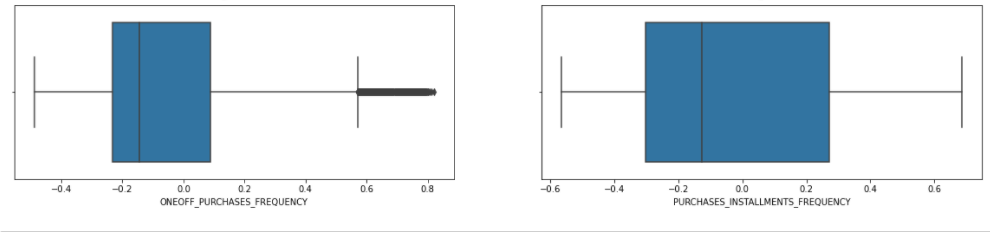 −0.4 −0.2 0.0 0.2 0.4 0.6 0.8
ONEOFF_PURCHASES_FREQUENCY
−0.6 −0.4 −0.2 0.0 0.2 0.4 0.6
PURCHASES_INSTALLMENTS_FREQUENCY